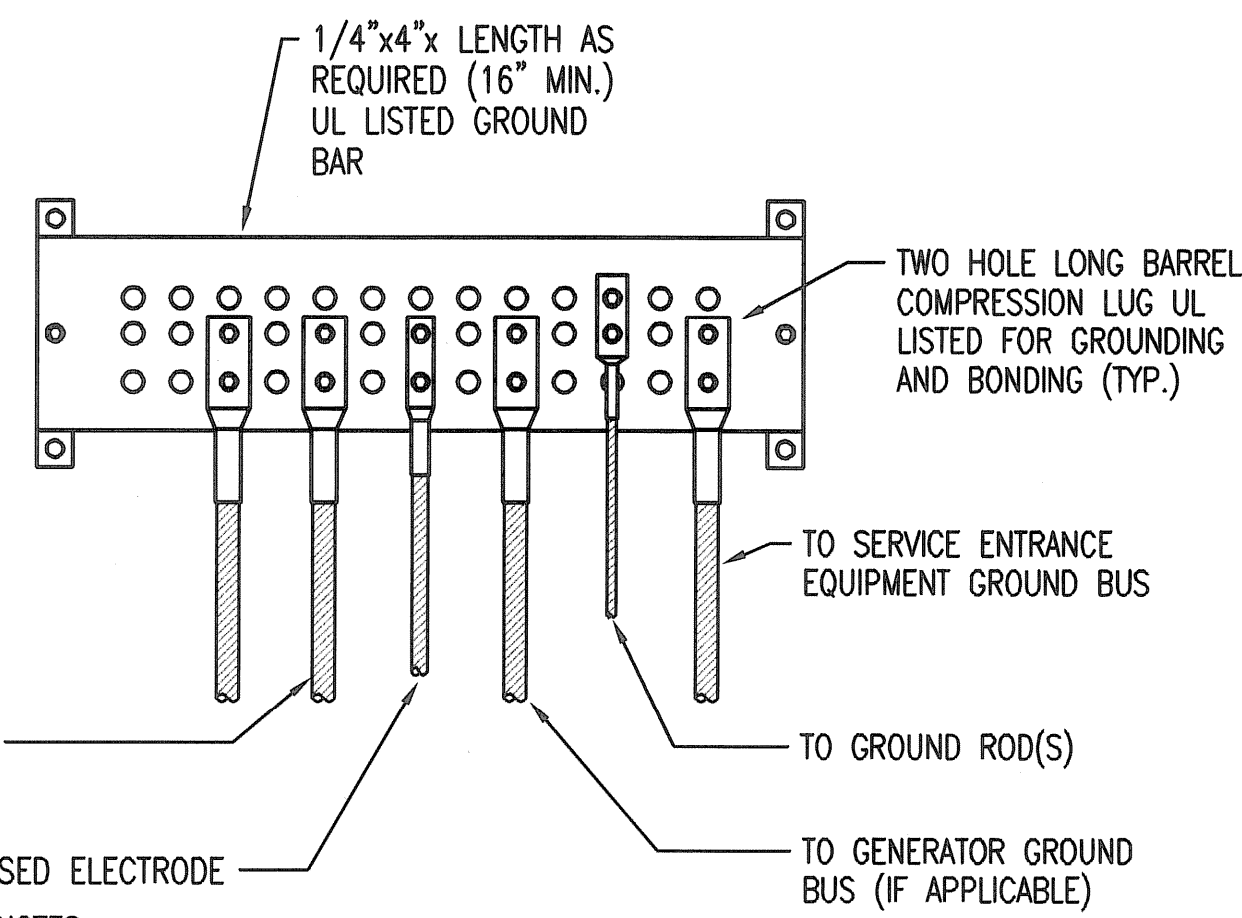 1/4"x4"x LENGTH AS
REQUIRED (16" MIN.)
UL LISTED GROUND
BAR
TWO HOLE LONG BARREL
COMPRESSION LUG UL
LISTED FOR GROUNDING
AND BONDING (TYP.)
TO SERVICE ENTRANCE
EQUIPMENT GROUND BUS
TO GROUND ROD(S)
TO GENERATOR GROUND
BUS (IF APPLICABLE)
SED ELECTRODE